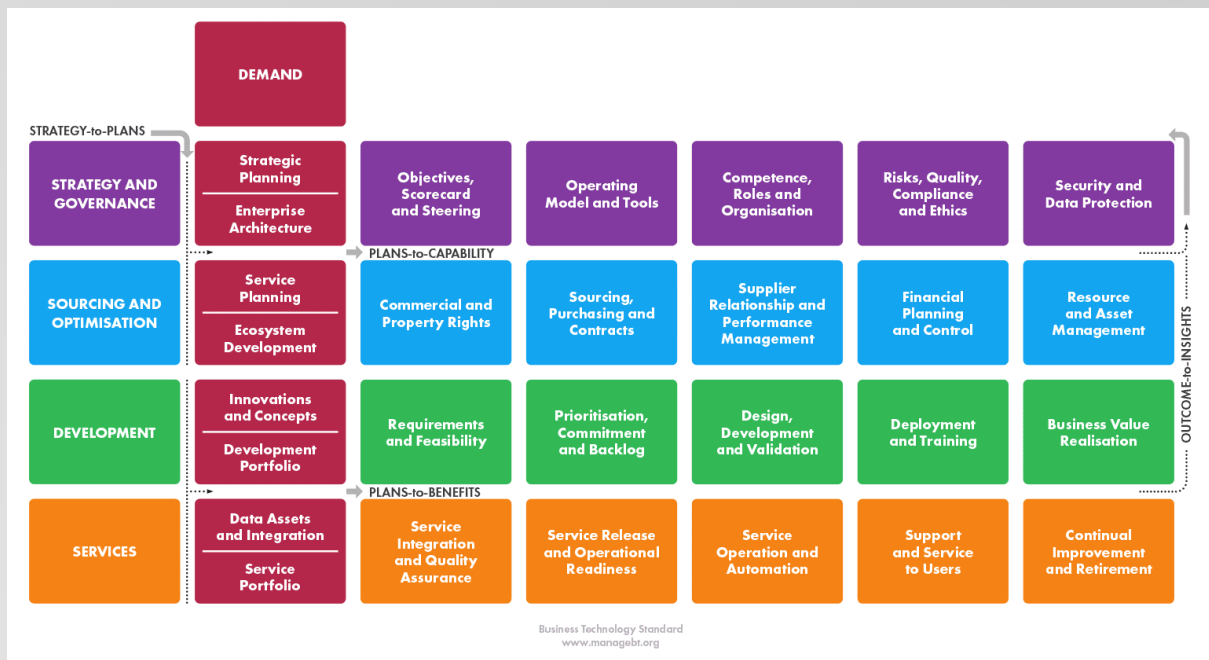 DEMAND
STRATEGY-to-PLANS
STRATEGY AND
GOVERNANCE
Strategic
Planning
Enterprise
Architecture
Objectives,
Scorecard
and Steering
Operating
Model and Tools
Competence,
Roles and
Organisation
Risks, Quality,
Compliance
and Ethics
Security and
Data Protection
PLANS-to-CAPABILITY
SOURCING AND
OPTIMISATION
Service
Planning
Ecosystem
Development
Commercial and
Property Rights
Sourcing,
Purchasing and
Contracts
Supplier
Relationship and
Performance
Management
Financial
Planning
and Control
Resource
and Asset
Management
OUTCOME-to-INSIGHTS
DEVELOPMENT
Innovations
and Concepts
Development
Portfolio
Requirements
and Feasibility
Prioritisation,
Commitment
and Backlog
Design,
Development
and Validation
Deployment
and Training
Business Value
Realisation
PLANS-to-BENEFITS
SERVICES
Data Assets
and Integration
Service
Portfolio
Service
Integration
and Quality
Assurance
Service Release
and Operational
Readiness
Service
Operation and
Automation
Support
and Service
to Users
Continual
Improvement
and Retirement
Business Technology Standard
www.managebt.org